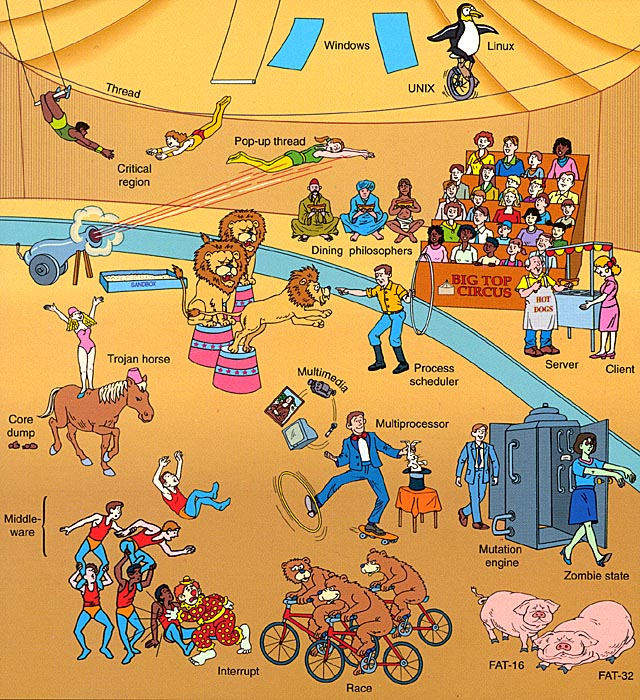 Windows
Linux
UNIX
Thread
Pop-up thread
Critical
region
Dining philosophers
SANDBOX
BIG TOP
CIRCUS
HOT
DOGS
Server
Client
Process
scheduler
Trojan horse
Multimedia
Multiprocessor
Core
dump
Middle-
ware
Mutation
engine
Zombie state
Interrupt
Race
FAT-16
FAT-32